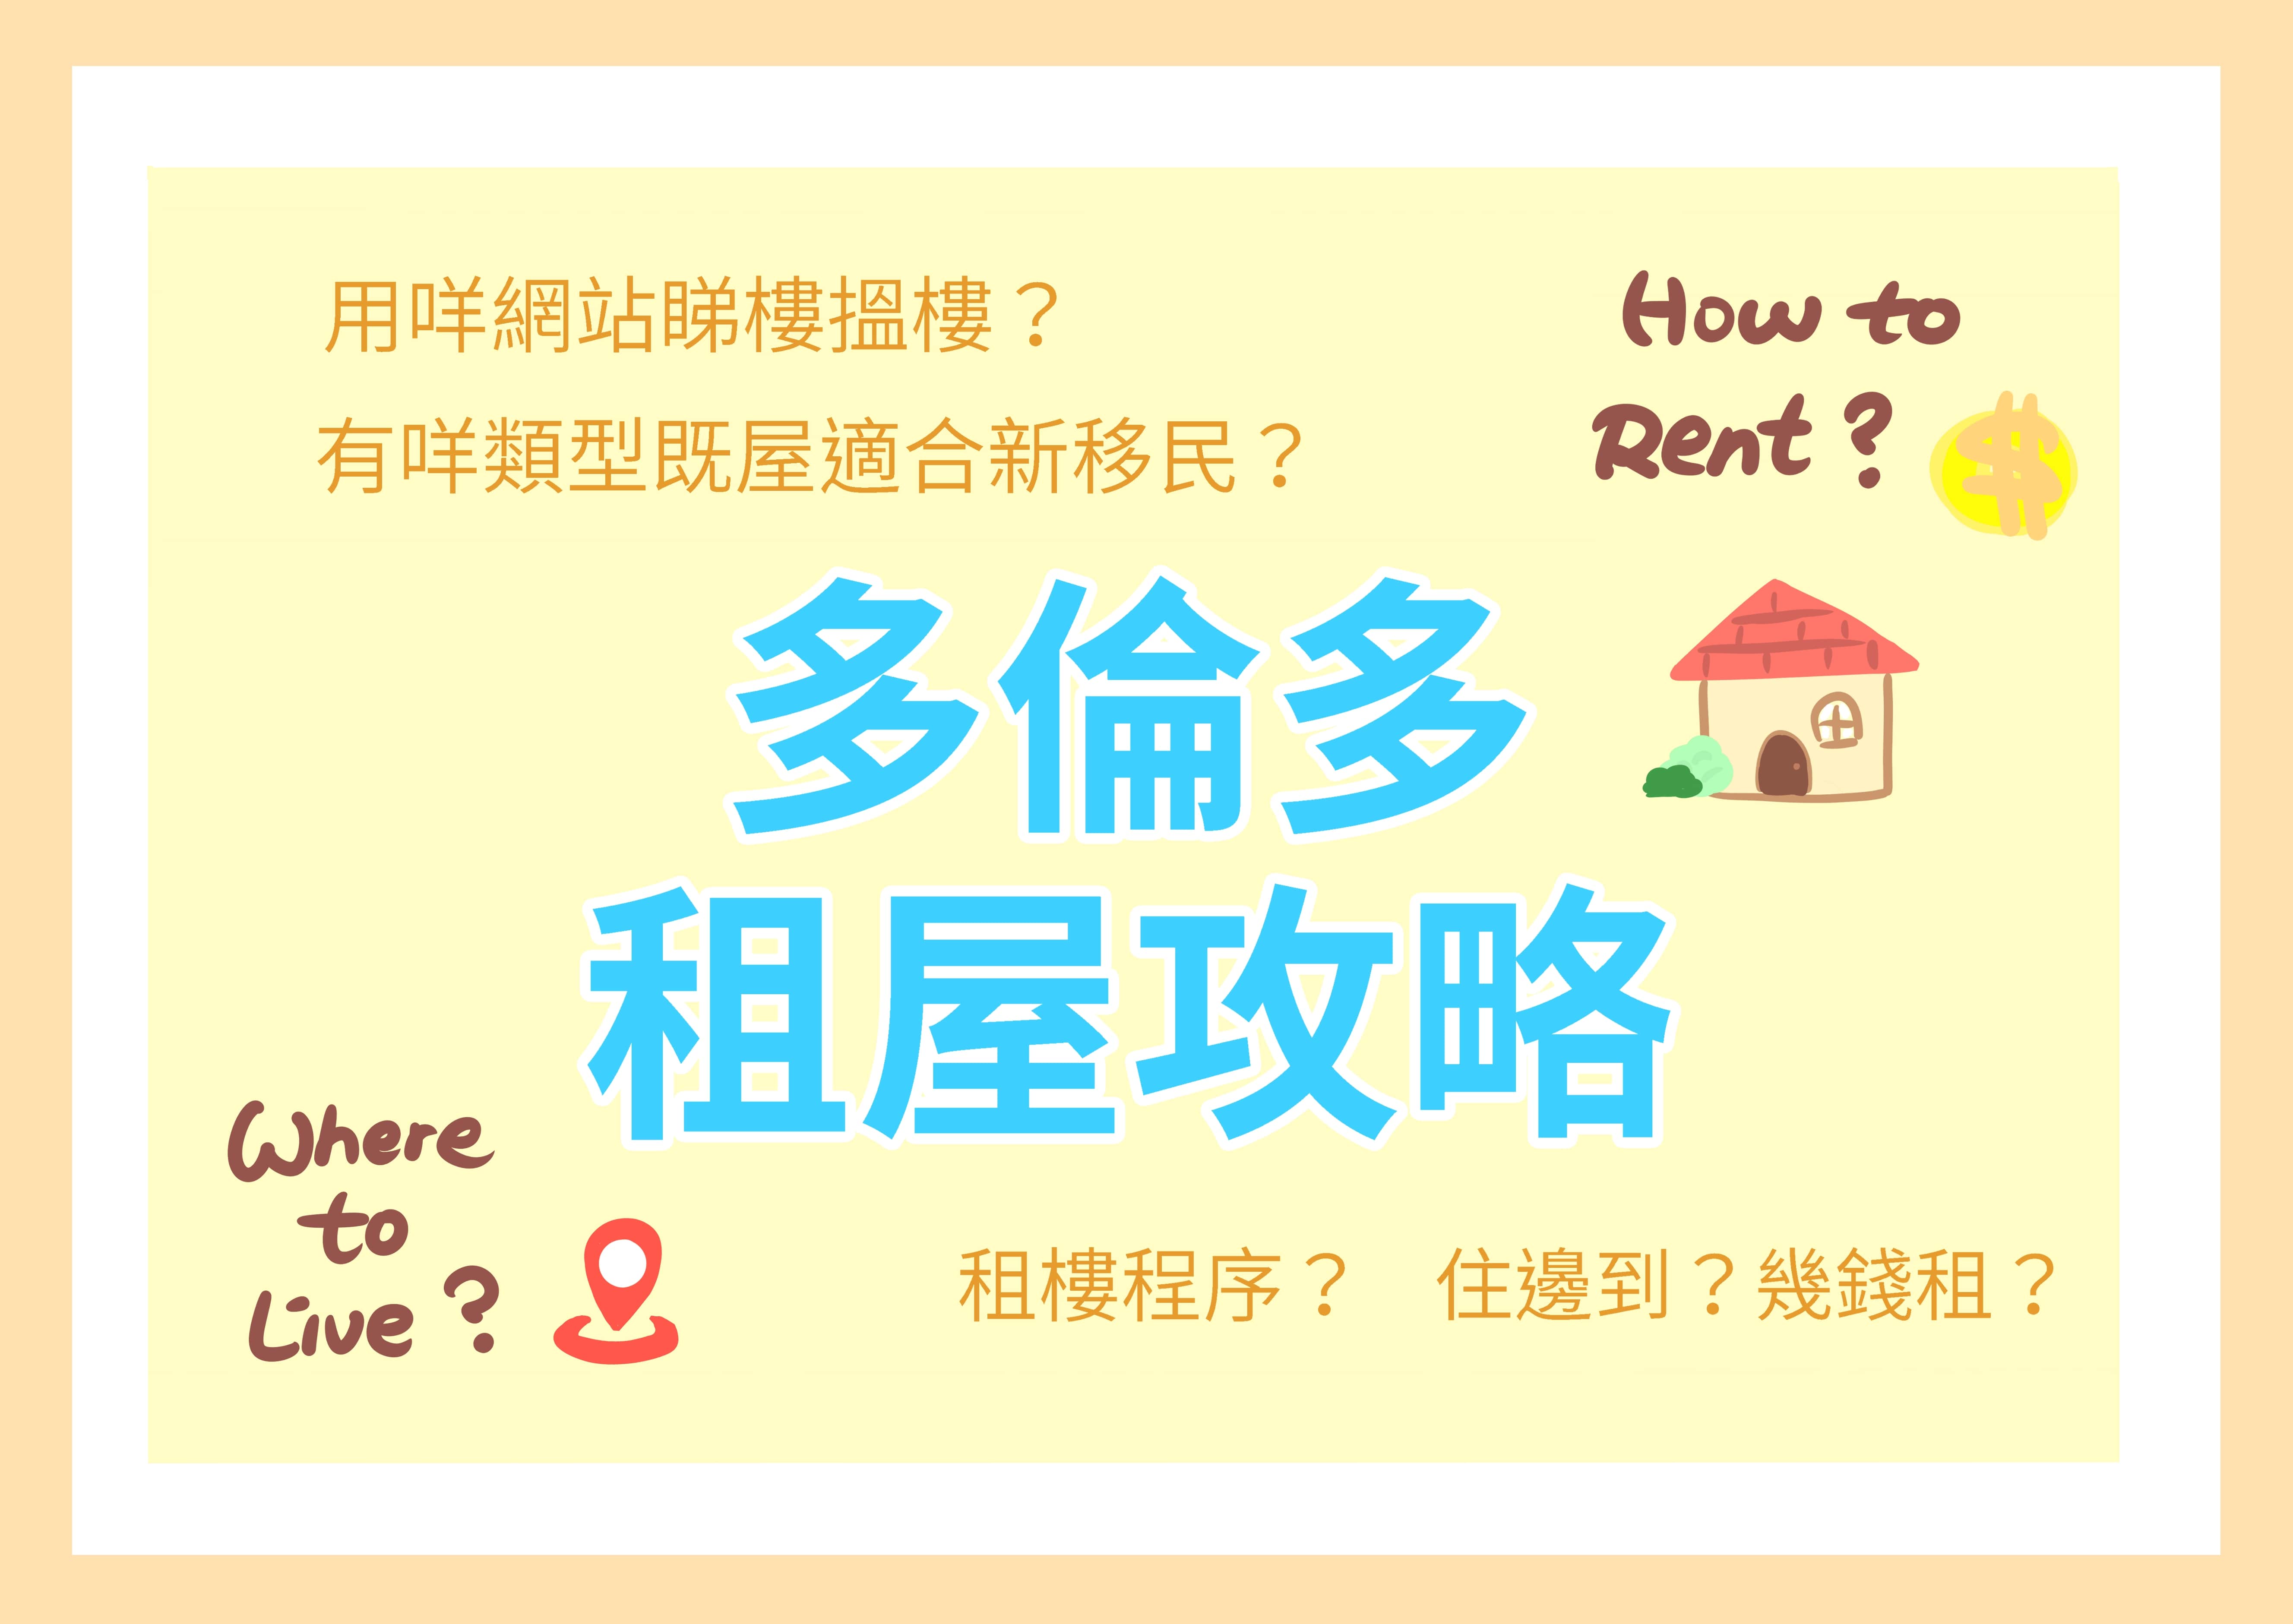 用咩網站睇樓搵樓？
有咩類型既屋適合新移民？
How to
Rent?
$
多倫多
租屋攻略
Where
to
Live?
租樓程序？ 住邊到？幾錢租？